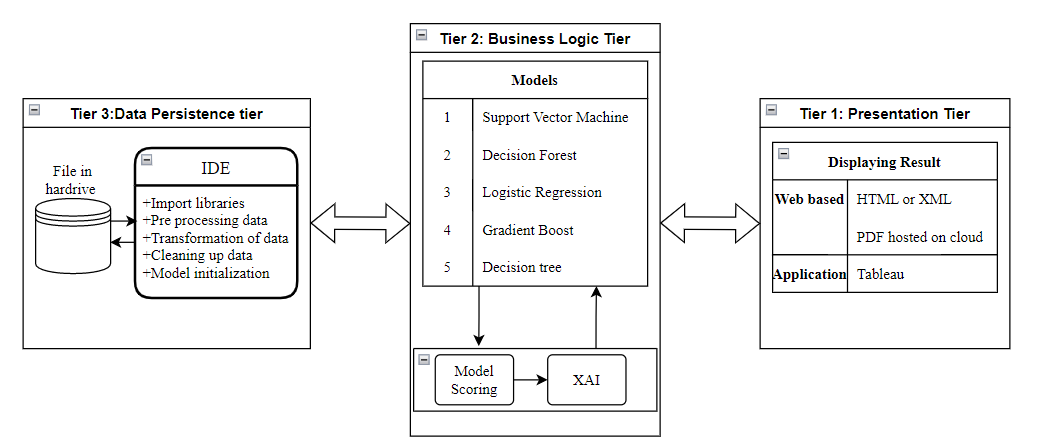 Tier 3:Data Persistence tier
File in
hardrive
IDE
+Import libraries
+Pre processing data
+Transformation of data
+Cleaning up data
+Model initialization
Tier 2: Business Logic Tier
Models
1 Support Vector Machine
2 Decision Forest
3 Logistic Regression
4 Gradient Boost
5 Decision tree
Model
Scoring
XAI
Tier 1: Presentation Tier
Displaying Result
Web based HTML or XML
PDF hosted on cloud
Application Tableau